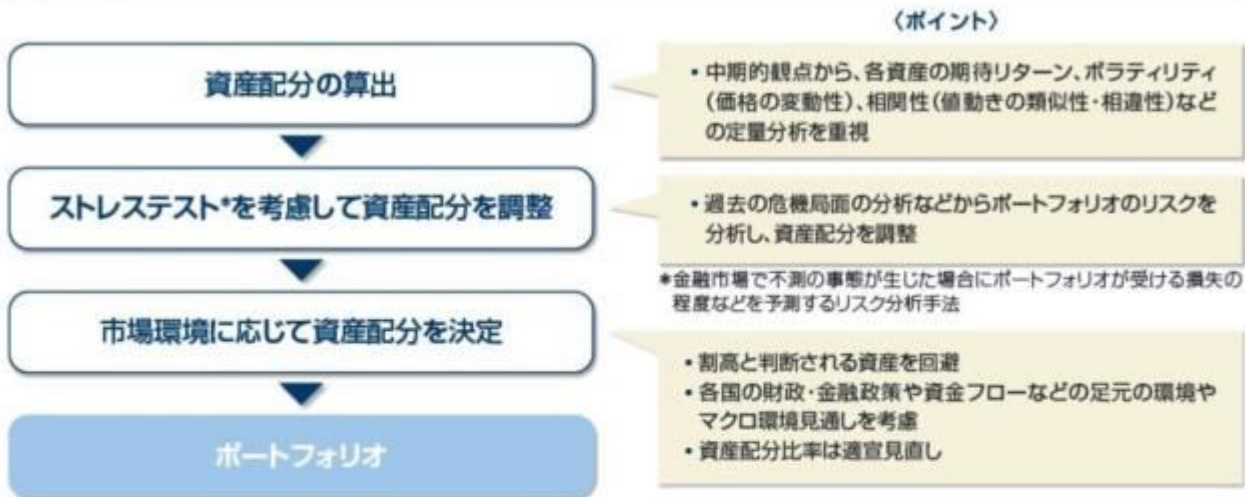 〈ポイント〉
資産配分の算出
・中期的観点から、各資産の期待リターン、ボラティリティ
(価格の変動性)、相関性(値動きの類似性・相違性)など
の定量分析を重視
ストレステスト*を考慮して資産配分を調整
・過去の危機局面の分析などからポートフォリオのリスクを
分析し、資産配分を調整
*金融市場で不測の事態が生じた場合にポートフォリオが受ける損失の
程度などを予測するリスク分析手法
市場環境に応じて資産配分を決定
・割高と判断される資産を回避
・各国の財政・金融政策や資金フローなどの足元の環境や
マクロ環境見通しを考慮
・資産配分比率は適宜見直し
ポートフォリオ